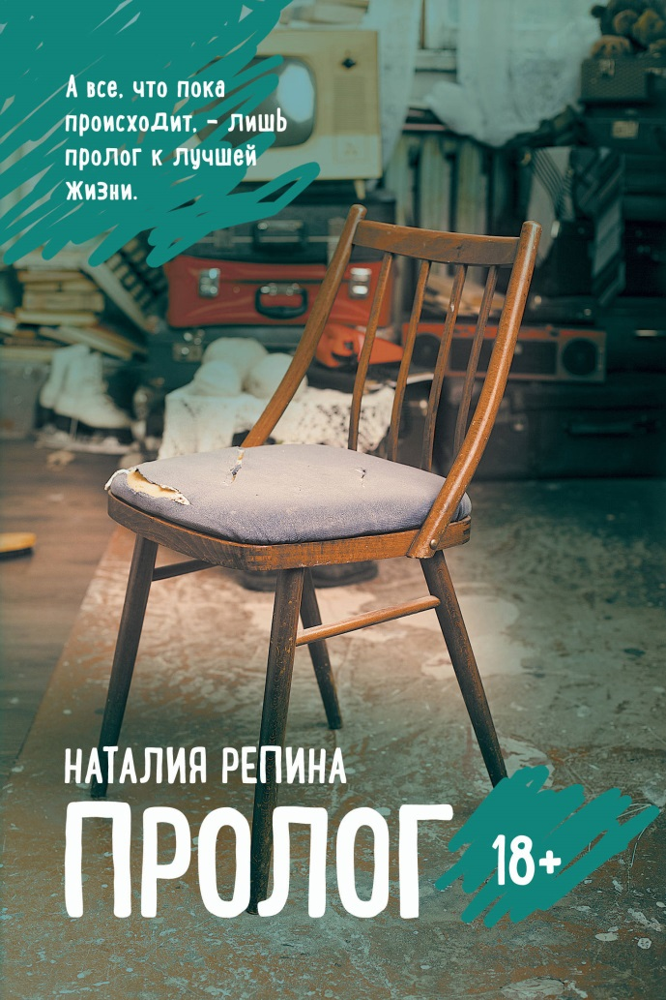 А все, что пока
происходит, – лишь
пролог к лучшей
жизни.
НАТАЛИЯ РЕПИНА
ПРОЛОГ
18+